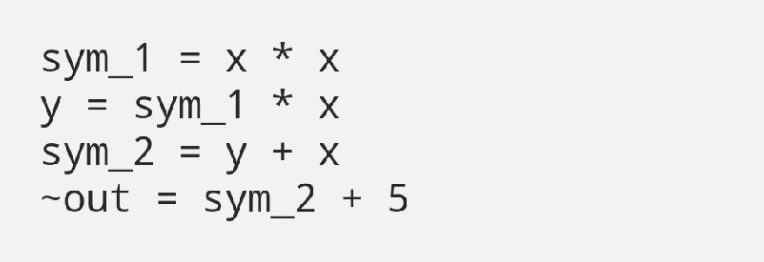 sym_1 = x * x
y = sym_1 * x
sym_2 = y + x
~out = sym_2 + 5